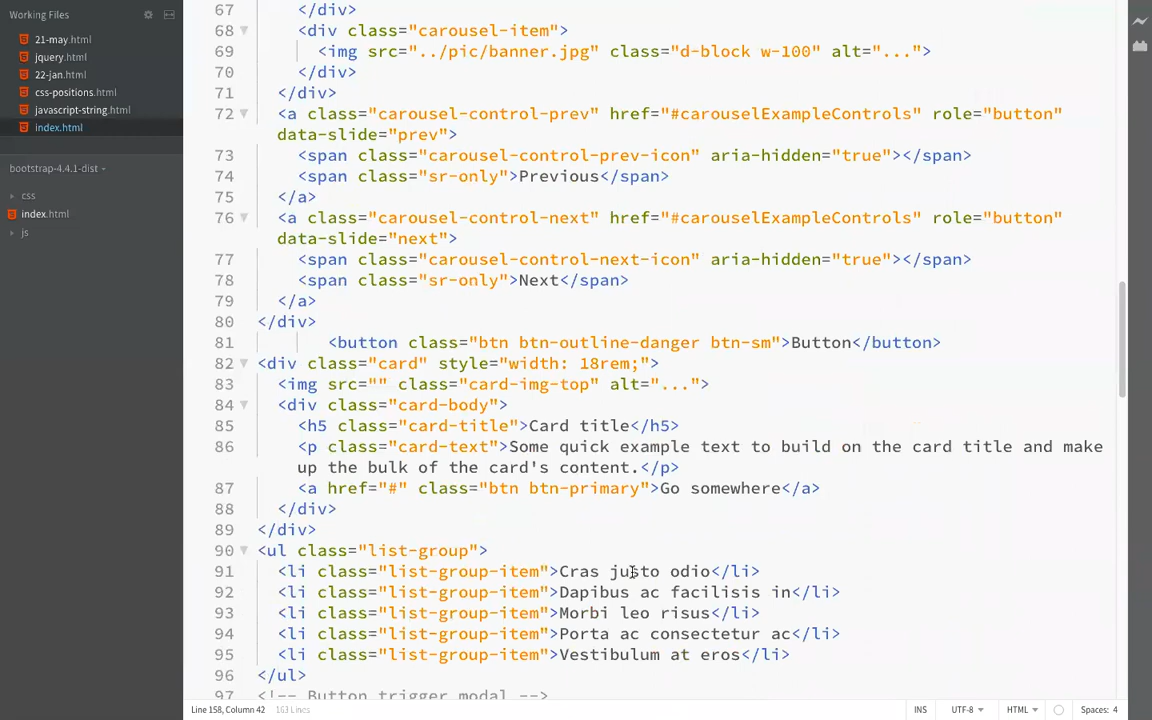 Working Files
21-may.html
jquery.html
22-jan.html
css-positions.html
javascript-string.html
index.html
bootstrap-4.4.1-dist
css
index.html
js
67 </div>
68 <div class="carousel-item">
69 <img src="../pic/banner.jpg" class="d-block w-100" alt="...">
70 </div>
71 </div>
72 <a class="carousel-control-prev" href="#carouselExampleControls" role="button"
data-slide="prev">
73 <span class="carousel-control-prev-icon" aria-hidden="true"></span>
74 <span class="sr-only">Previous</span>
75 </a>
76 <a class="carousel-control-next" href="#carouselExampleControls" role="button"
data-slide="next">
77 <span class="carousel-control-next-icon" aria-hidden="true"></span>
78 <span class="sr-only">Next</span>
79 </a>
80 </div>
81 <button class="btn btn-outline-danger btn-sm">Button</button>
82 <div class="card" style="width: 18rem;">
83 <img src="" class="card-img-top" alt="...">
84 <div class="card-body">
85 <h5 class="card-title">Card title</h5>
86 <p class="card-text">Some quick example text to build on the card title and make
up the bulk of the card's content.</p>
87 <a href="#" class="btn btn-primary">Go somewhere</a>
88 </div>
89 </div>
90 <ul class="list-group">
91 <li class="list-group-item">Cras justo odio</li>
92 <li class="list-group-item">Dapibus ac facilisis in</li>
93 <li class="list-group-item">Morbi leo risus</li>
94 <li class="list-group-item">Porta ac consectetur ac</li>
95 <li class="list-group-item">Vestibulum at eros</li>
96 </ul>
97 <!-- Button trigger modal -->
Line 158, Column 42 163 Lines INS UTF-8 HTML Spaces: 4